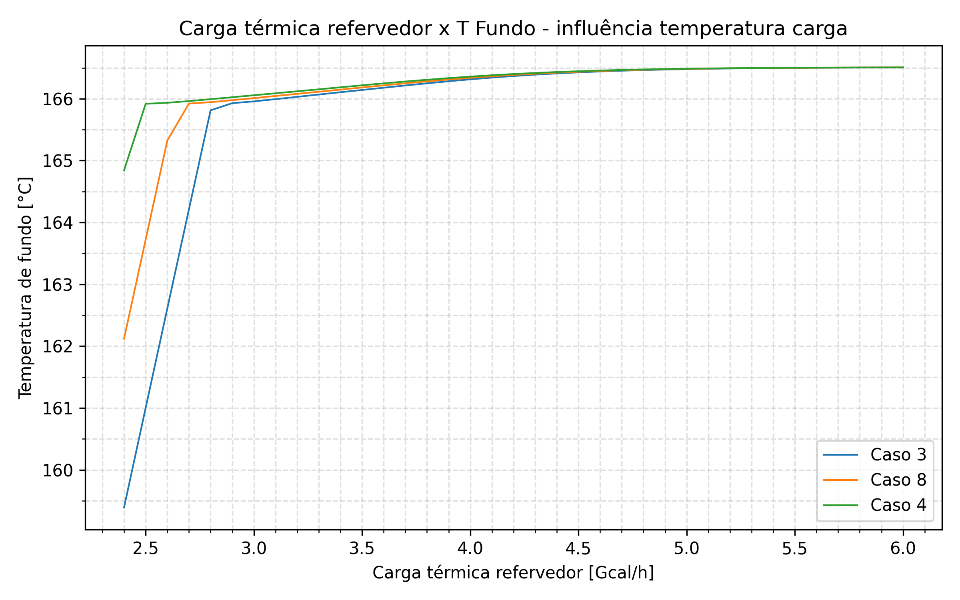 Carga térmica refervedor x T Fundo - influência temperatura carga
Temperatura de fundo [°C]
166
165
164
163
162
161
160
2.5 3.0 3.5 4.0 4.5 5.0 5.5 6.0
Carga térmica refervedor [Gcal/h]
Caso 3
Caso 8
Caso 4